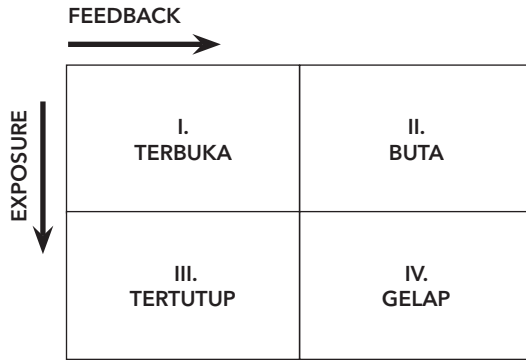 FEEDBACK
EXPOSURE
I.
TERBUKA
II.
BUTA
III.
TERTUTUP
IV.
GELAP